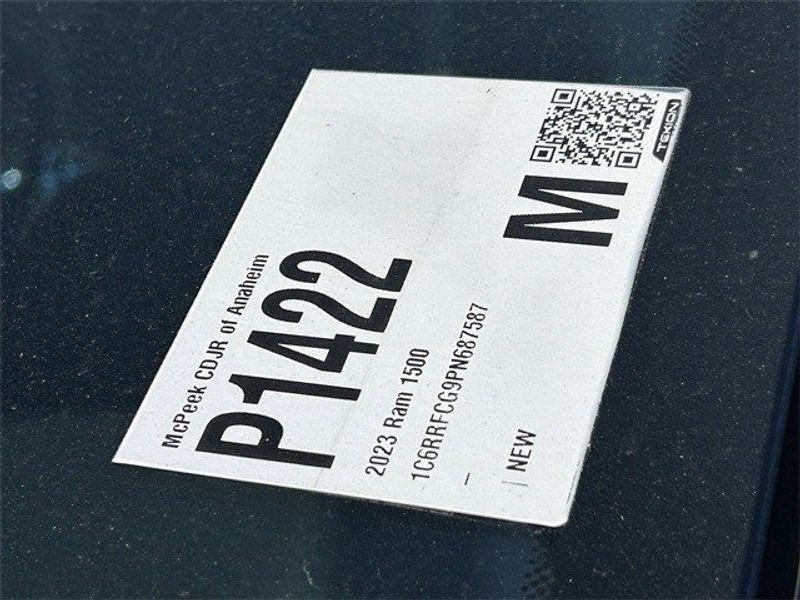 McPeek CDJR of Anaheim
P1422
2023 Ram 1500
1C6RRFCG9PN687587
–
| NEW
M
TEKION